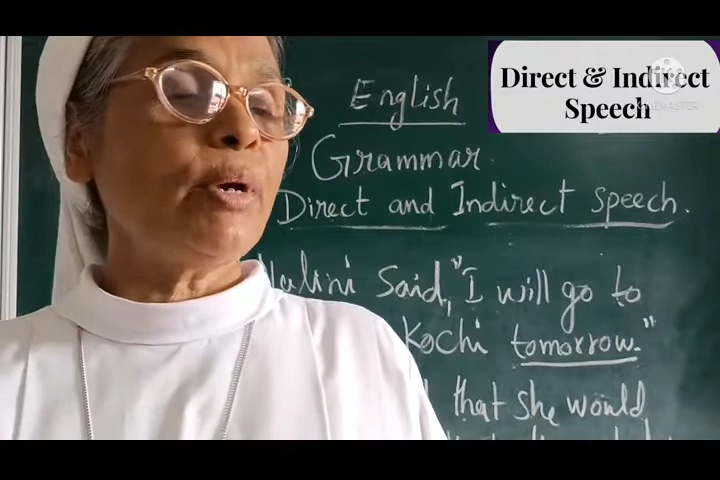 Direct & Indirect
Speech
KINEMASTER
English
Grammar.
Direct and Indirect speech.
Nalini said, "I will go to
Kochi tomorrow."
that she would